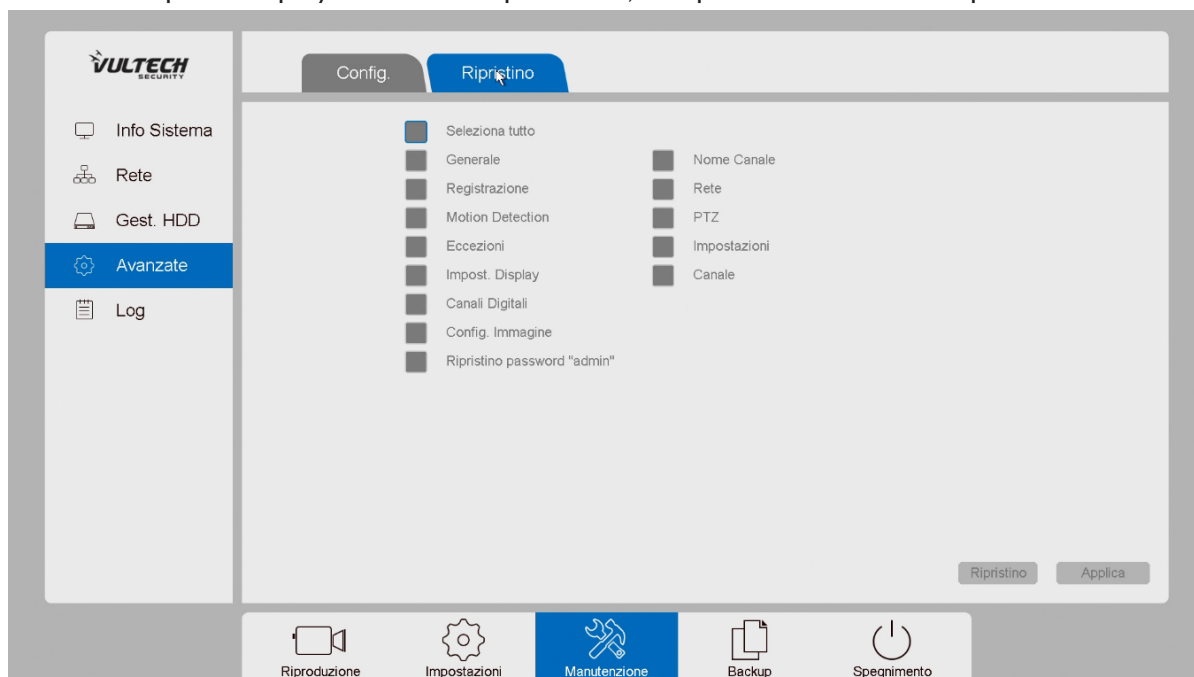 VULTECH
SECURITY
Config.
Ripristino
Info Sistema
Rete
Gest. HDD
Avanzate
Log
Seleziona tutto
Generale
Nome Canale
Registrazione
Rete
Motion Detection
PTZ
Eccezioni
Impostazioni
Impost. Display
Canale
Canali Digitali
Config. Immagine
Ripristino password "admin"
Ripristino
Applica
Riproduzione
Impostazioni
Manutenzione
Backup
Spegnimento